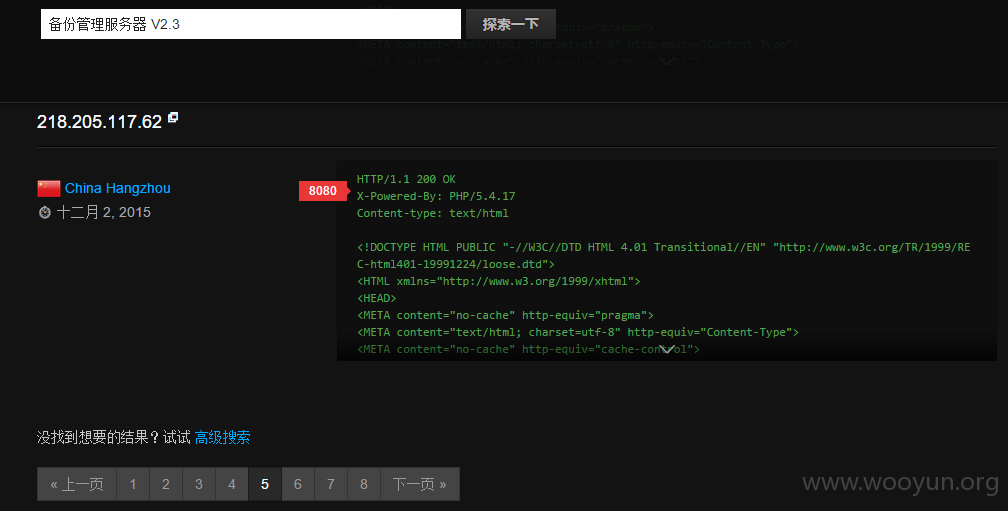 备份管理服务器 V2.3
探索一下
<META content="no-cache" http-equiv="pragma">
<META content="text/html; charset=utf-8" http-equiv="Content-Type">
<META content="no-cache" http-equiv="cache-control">
218.205.117.62
China Hangzhou
十二月 2, 2015
8080
HTTP/1.1 200 OK
X-Powered-By: PHP/5.4.17
Content-type: text/html
<!DOCTYPE HTML PUBLIC "-//W3C//DTD HTML 4.01 Transitional//EN" "http://www.w3c.org/TR/1999/RE
C-html401-19991224/loose.dtd">
<HTML xmlns="http://www.w3.org/1999/xhtml">
<HEAD>
<META content="no-cache" http-equiv="pragma">
<META content="text/html; charset=utf-8" http-equiv="Content-Type">
<META content="no-cache" http-equiv="cache-control">
没找到想要的结果？试试 高级搜索
« 上一页 1 2 3 4 5 6 7 8 下一页 »
www.wooyun.org